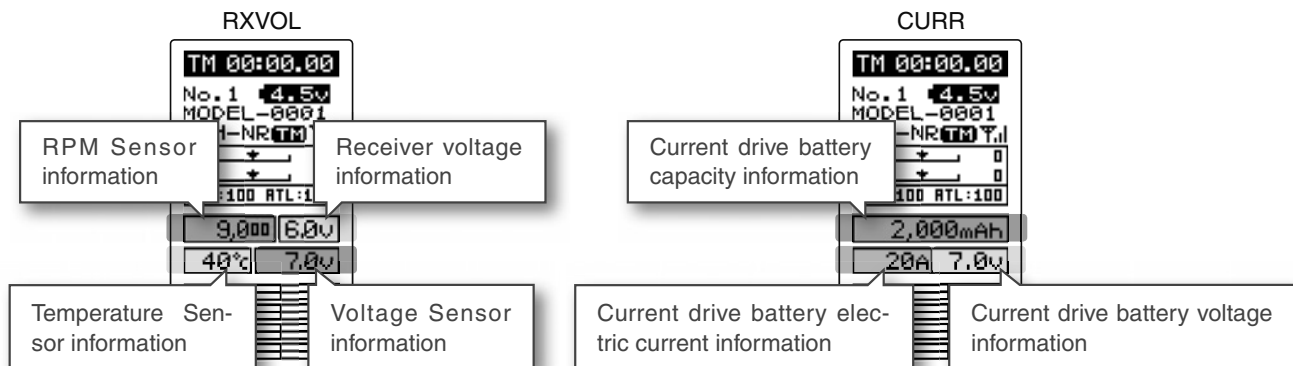 RXVOL
TM 00:00.00
No.1 4.5v
MODEL-0001
-NR TM
:100 ATL:1
RPM Sensor
information
Receiver voltage
information
9,000 6.0v
40°c 7.0v
Temperature Sen-
sor information
Voltage Sensor
information
CURR
TM 00:00.00
No.1 4.5v
MODEL-0001
-NR TM
0
0
100 ATL:100
Current drive battery
capacity information
2,000mAh
20A 7.0v
Current drive battery elec-
tric current information
Current drive battery voltage
information